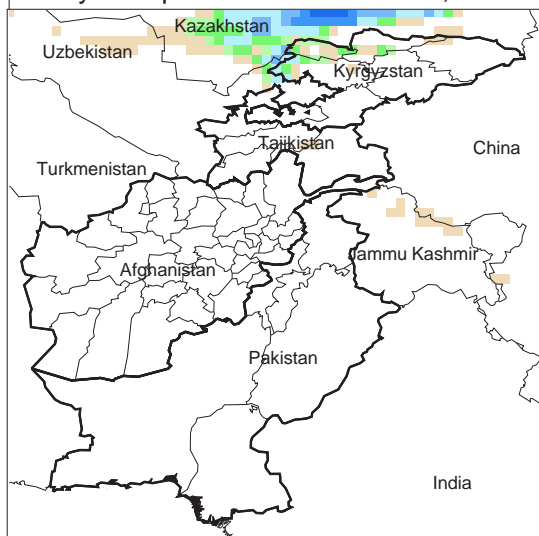 Kazakhstan
Uzbekistan
Kyrgyzstan
Tajikistan
China
Turkmenistan
Jammu Kashmir
Afghanistan
Pakistan
India